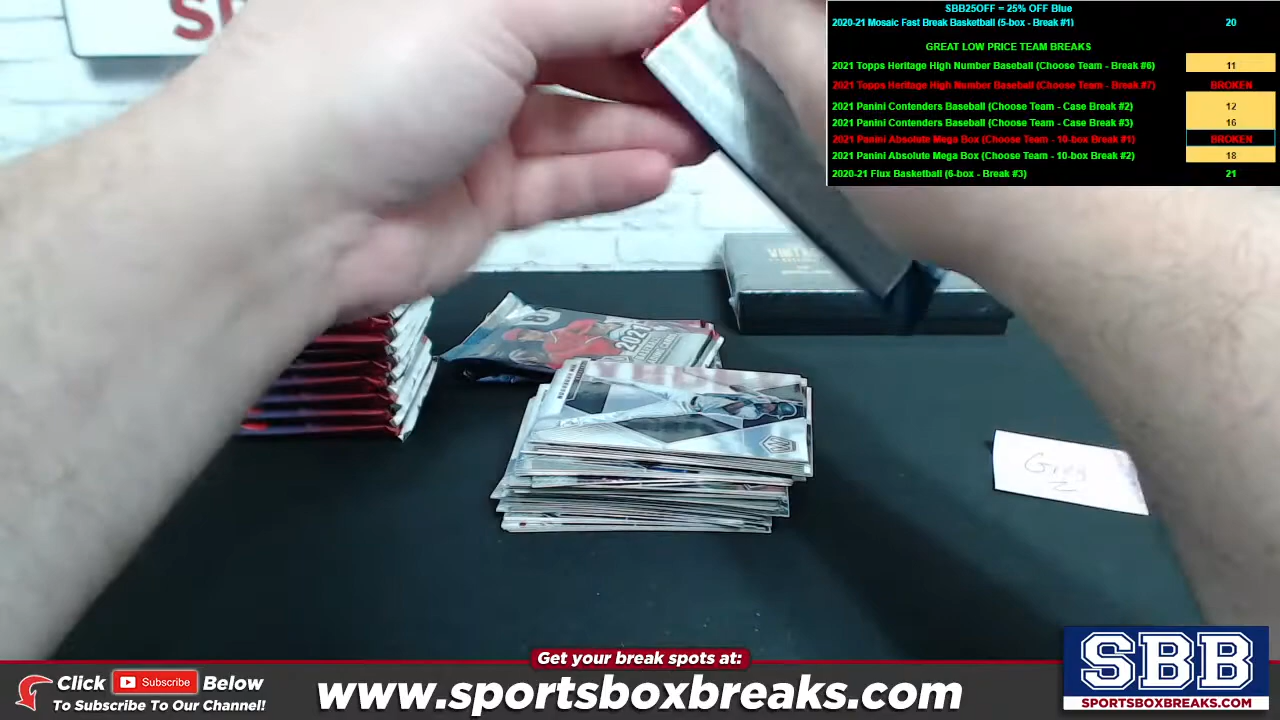 SBB25OFF = 25% OFF Blue
2020-21 Mosaic Fast Break Basketball (5-box - Break #1) 20
GREAT LOW PRICE TEAM BREAKS
2021 Topps Heritage High Number Baseball (Choose Team - Break #6) 11
2021 Topps Heritage High Number Baseball (Choose Team - Break #7) BROKEN
2021 Panini Contenders Baseball (Choose Team - Case Break #2) 12
2021 Panini Contenders Baseball (Choose Team - Case Break #3) 16
2021 Panini Absolute Mega Box (Choose Team - 10-box Break #1) BROKEN
2021 Panini Absolute Mega Box (Choose Team - 10-box Break #2) 18
2020-21 Flux Basketball (6-box - Break #3) 21
S
2021
Greg
Z
Get your break spots at:
Click Subscribe Below
To Subscribe To Our Channel!
www.sportsboxbreaks.com
SBB
SPORTSBOXBREAKS.COM